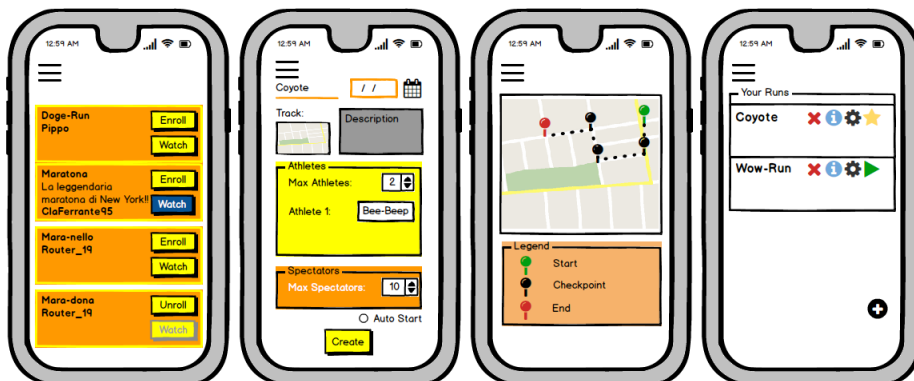 12:59 AM
Doge-Run
Pippo
Enroll
Watch
Maratona
La leggendaria
maratona di New York!!
ClaFerrante95
Enroll
Watch
Mara-nello
Router_19
Enroll
Watch
Mara-dona
Router_19
Unroll
Watch
12:59 AM
Coyote
/ /
Track:
Description
Athletes
Max Athletes:
2
Athlete 1:
Bee-Beep
Spectators
Max Spectators:
10
Auto Start
Create
12:59 AM
Legend
Start
Checkpoint
End
12:59 AM
Your Runs
Coyote
Wow-Run